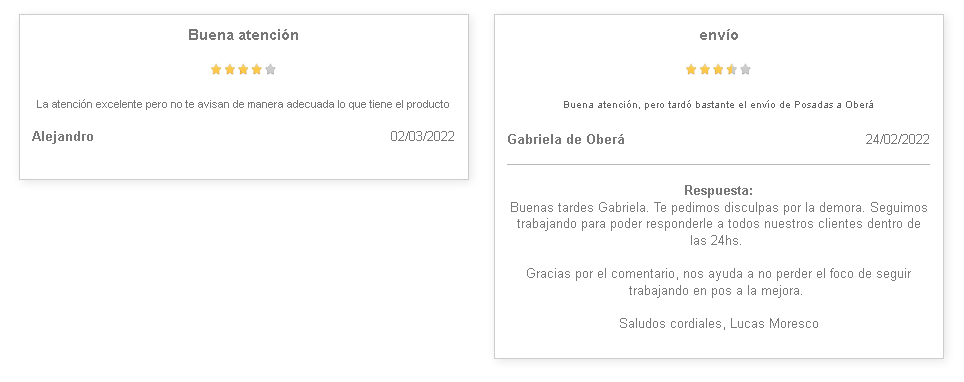 Buena atención
La atención excelente pero no te avisan de manera adecuada lo que tiene el producto
Alejandro 02/03/2022
envío
Buena atención, pero tardó bastante el envío de Posadas a Oberá
Gabriela de Oberá 24/02/2022
Respuesta:
Buenas tardes Gabriela. Te pedimos disculpas por la demora. Seguimos
trabajando para poder responderle a todos nuestros clientes dentro de
las 24hs.
Gracias por el comentario, nos ayuda a no perder el foco de seguir
trabajando en pos a la mejora.
Saludos cordiales, Lucas Moresco